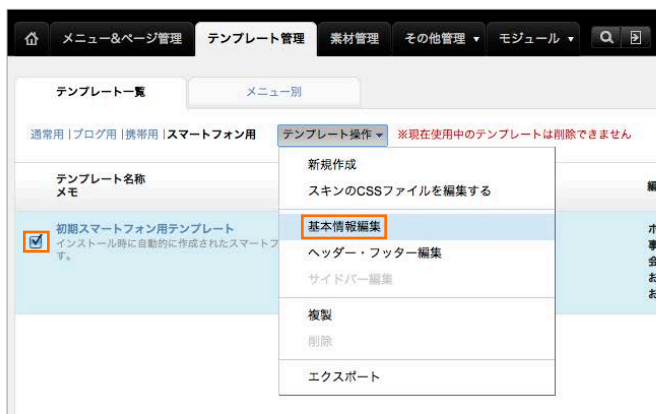 メニュー&ページ管理 テンプレート管理 素材管理 その他管理 ▼ モジュール ▼
テンプレート一覧 メニュー別
通常用 | ブログ用 | 携帯用 | スマートフォン用 テンプレート操作 ▼ ※現在使用中のテンプレートは削除できません
テンプレート名称
メモ
初期スマートフォン用テンプレート
インストール時に自動的に作成されたスマートフ
す。
新規作成
スキンのCSSファイルを編集する
基本情報編集
ヘッダー・フッター編集
サイドバー編集
複製
削除
エクスポート
編
ホ
事
会
お
お